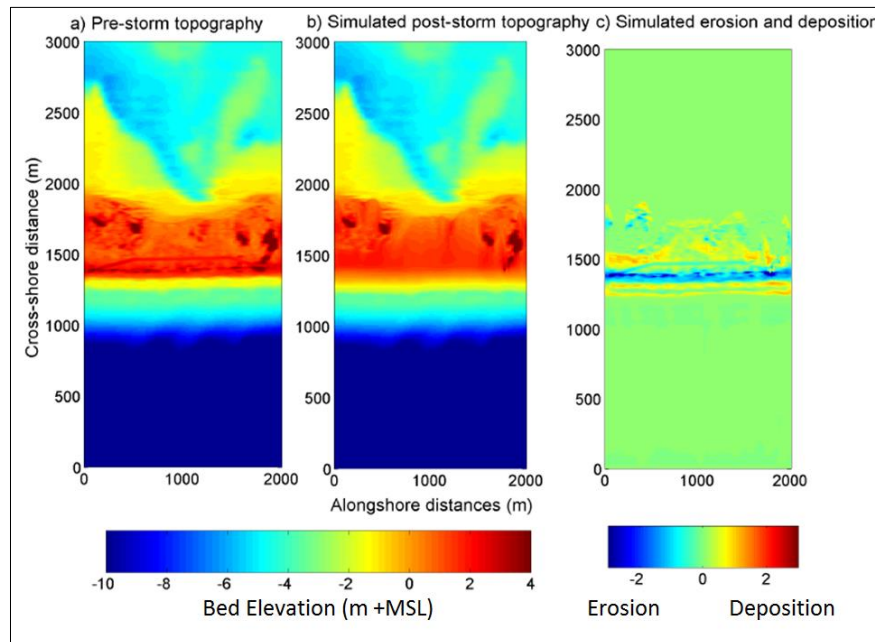 a) Pre-storm topography
b) Simulated post-storm topography
c) Simulated erosion and deposition
Cross-shore distance (m)
3000
2500
2000
1500
1000
500
0
0 1000 2000
3000
2500
2000
1500
1000
500
0
0 1000 2000
3000
2500
2000
1500
1000
500
0
0 1000 2000
Alongshore distances (m)
-10 -8 -6 -4 -2 0 2 4
Bed Elevation (m +MSL)
-2 0 2
Erosion Deposition